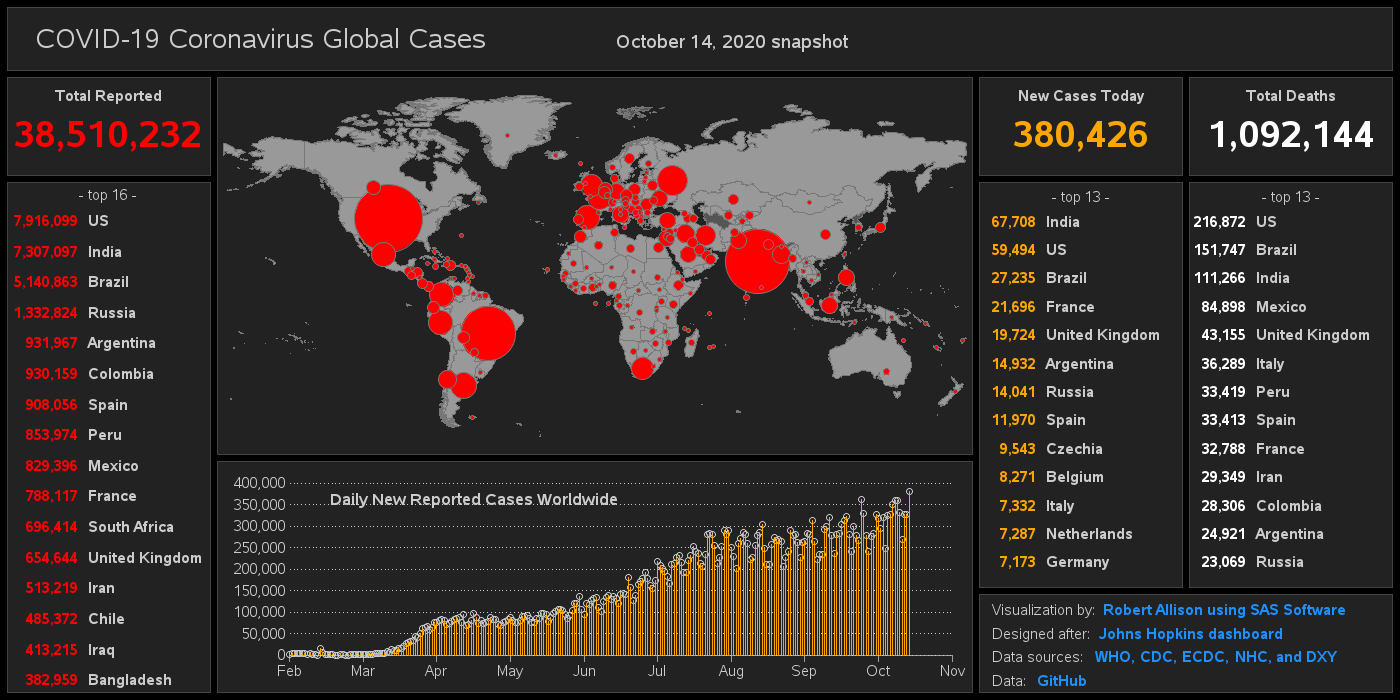 COVID-19 Coronavirus Global Cases
October 14, 2020 snapshot
Total Reported
38,510,232
- top 16 -
7,916,099 US
7,307,097 India
5,140,863 Brazil
1,332,824 Russia
931,967 Argentina
930,159 Colombia
908,056 Spain
853,974 Peru
829,396 Mexico
788,117 France
696,414 South Africa
654,644 United Kingdom
513,219 Iran
485,372 Chile
413,215 Iraq
382,959 Bangladesh
Daily New Reported Cases Worldwide
400,000
350,000
300,000
250,000
200,000
150,000
100,000
50,000
0
Feb Mar Apr May Jun Jul Aug Sep Oct Nov
New Cases Today
380,426
- top 13 -
67,708 India
59,494 US
27,235 Brazil
21,696 France
19,724 United Kingdom
14,932 Argentina
14,041 Russia
11,970 Spain
9,543 Czechia
8,271 Belgium
7,332 Italy
7,287 Netherlands
7,173 Germany
Total Deaths
1,092,144
- top 13 -
216,872 US
151,747 Brazil
111,266 India
84,898 Mexico
43,155 United Kingdom
36,289 Italy
33,419 Peru
33,413 Spain
32,788 France
29,349 Iran
28,306 Colombia
24,921 Argentina
23,069 Russia
Visualization by: Robert Allison using SAS Software
Designed after: Johns Hopkins dashboard
Data sources: WHO, CDC, ECDC, NHC, and DXY
Data: GitHub